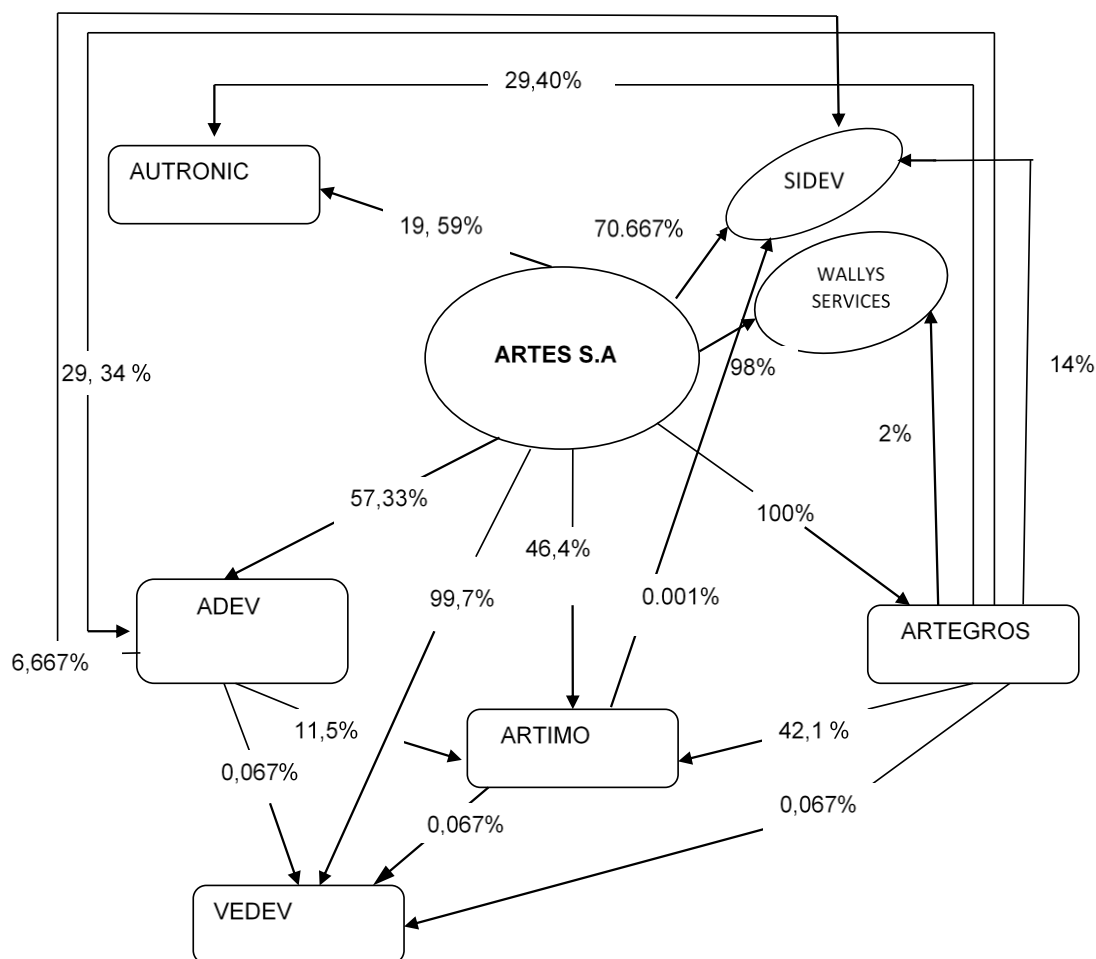 29,40%
AUTRONIC
SIDEV
19, 59%
70.667%
WALLYS
SERVICES
ARTES S.A
98%
14%
29, 34 %
2%
57,33%
100%
46,4%
ADEV
99,7%
0.001%
ARTEGROS
6,667%
11,5%
ARTIMO
42,1 %
0,067%
0,067%
0,067%
VEDEV